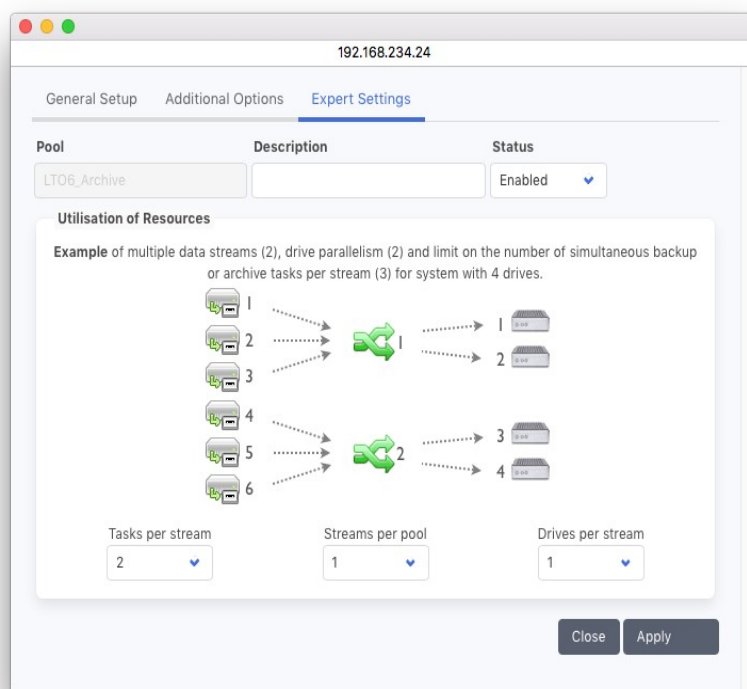 192.168.234.24
General Setup Additional Options Expert Settings
Pool Description Status
LTO6_Archive Enabled
Utilisation of Resources
Example of multiple data streams (2), drive parallelism (2) and limit on the number of simultaneous backup
or archive tasks per stream (3) for system with 4 drives.
1
2
3
1
1
2
4
5
6
2
3
4
Tasks per stream Streams per pool Drives per stream
2 1 1
Close Apply